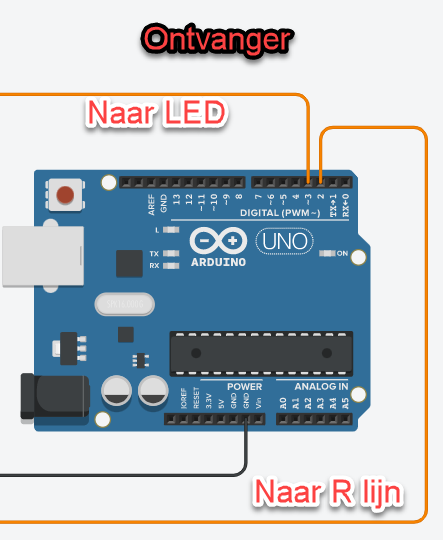 Ontvanger
Naar LED
AREF
GND
13
12
~11
~10
~9
8
7
~6
~5
4
~3
2
TX→1
RX←0
DIGITAL (PWM~)
L
TX
RX
ARDUINO
UNO
ON
POWER
ANALOG IN
IOREF
RESET
3.3V
5V
GND
GND
Vin
A0
A1
A2
A3
A4
A5
Naar R lijn